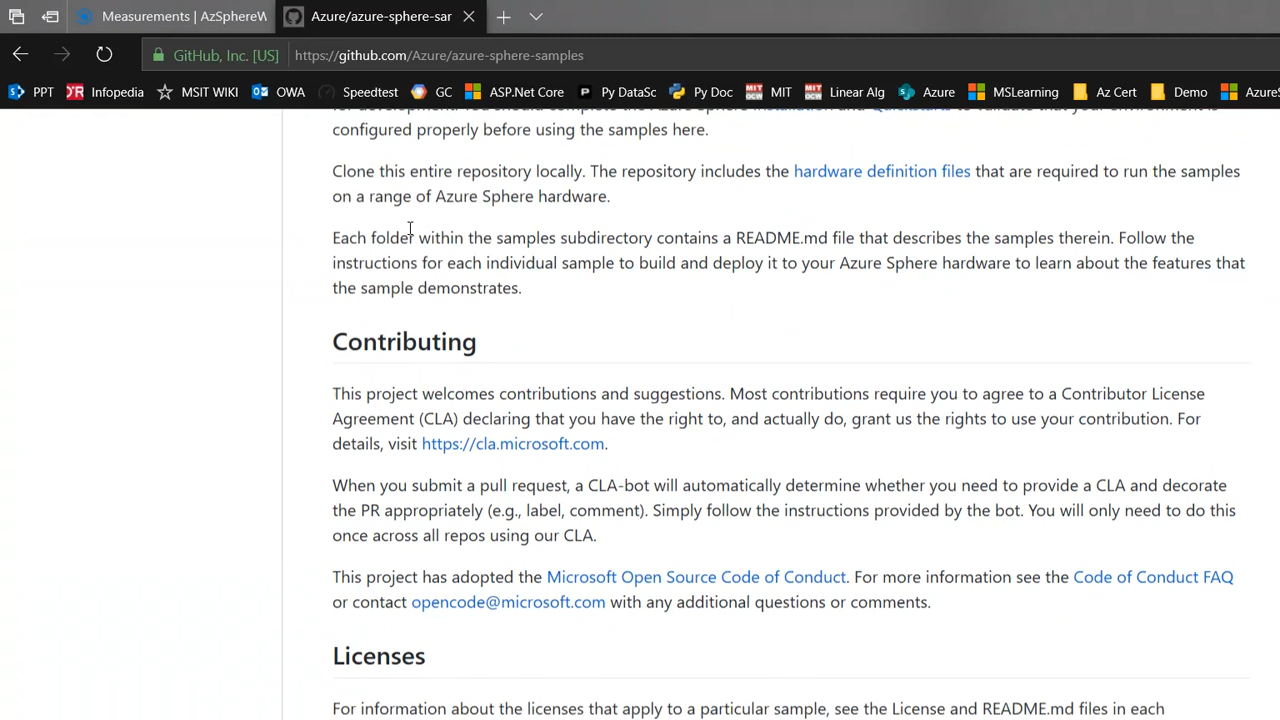 Measurements | AzSphereW
Azure/azure-sphere-sar
GitHub, Inc. [US]
https://github.com/Azure/azure-sphere-samples
PPT
Infopedia
MSIT WIKI
OWA
Speedtest
GC
ASP.Net Core
Py DataSc
Py Doc
MIT
Linear Alg
Azure
MSLearning
Az Cert
Demo
AzureS
configured properly before using the samples here.
Clone this entire repository locally. The repository includes the hardware definition files that are required to run the samples
on a range of Azure Sphere hardware.
Each folder within the samples subdirectory contains a README.md file that describes the samples therein. Follow the
instructions for each individual sample to build and deploy it to your Azure Sphere hardware to learn about the features that
the sample demonstrates.
Contributing
This project welcomes contributions and suggestions. Most contributions require you to agree to a Contributor License
Agreement (CLA) declaring that you have the right to, and actually do, grant us the rights to use your contribution. For
details, visit https://cla.microsoft.com.
When you submit a pull request, a CLA-bot will automatically determine whether you need to provide a CLA and decorate
the PR appropriately (e.g., label, comment). Simply follow the instructions provided by the bot. You will only need to do this
once across all repos using our CLA.
This project has adopted the Microsoft Open Source Code of Conduct. For more information see the Code of Conduct FAQ
or contact opencode@microsoft.com with any additional questions or comments.
Licenses
For information about the licenses that apply to a particular sample, see the License and README.md files in each